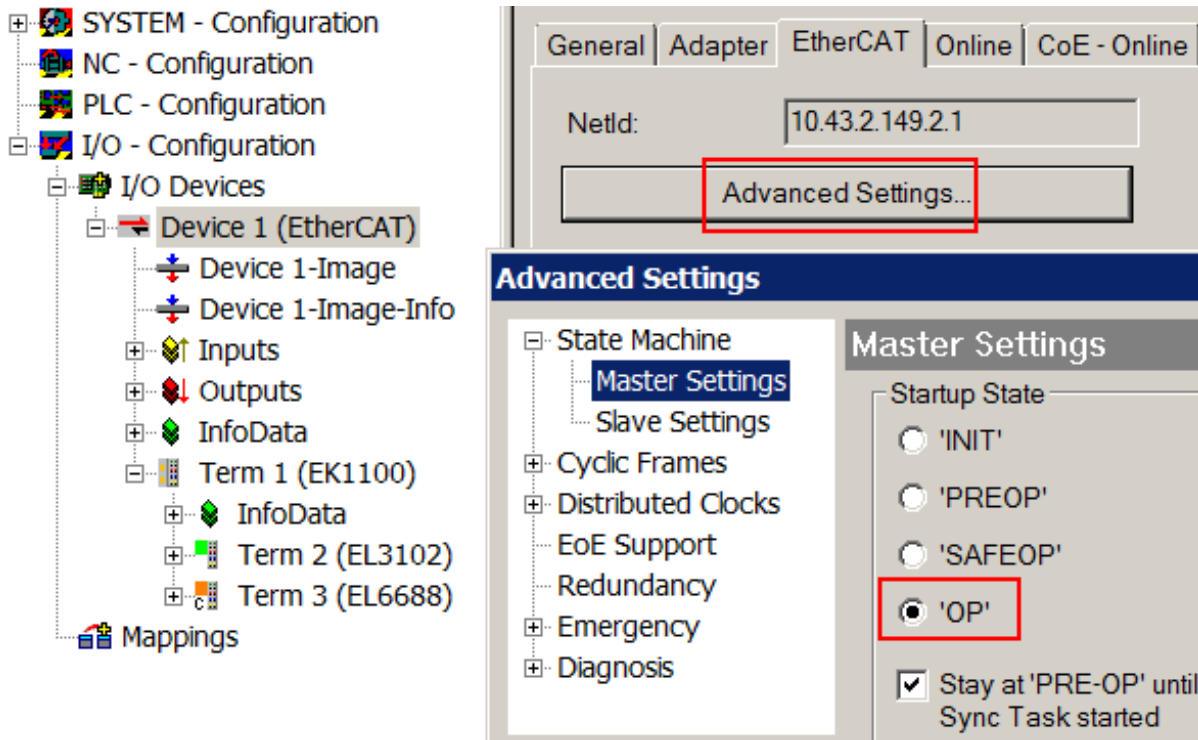 SYSTEM - Configuration
NC - Configuration
PLC - Configuration
I/O - Configuration
I/O Devices
Device 1 (EtherCAT)
Device 1-Image
Device 1-Image-Info
Inputs
Outputs
InfoData
Term 1 (EK1100)
InfoData
Term 2 (EL3102)
C Term 3 (EL6688)
Mappings
General Adapter EtherCAT Online CoE - Online
NetId: 10.43.2.149.2.1
Advanced Settings...
Advanced Settings
State Machine
Master Settings
Slave Settings
Cyclic Frames
Distributed Clocks
EoE Support
Redundancy
Emergency
Diagnosis
Master Settings
Startup State
'INIT'
'PREOP'
'SAFEOP'
'OP'
Stay at 'PRE-OP' until
Sync Task started